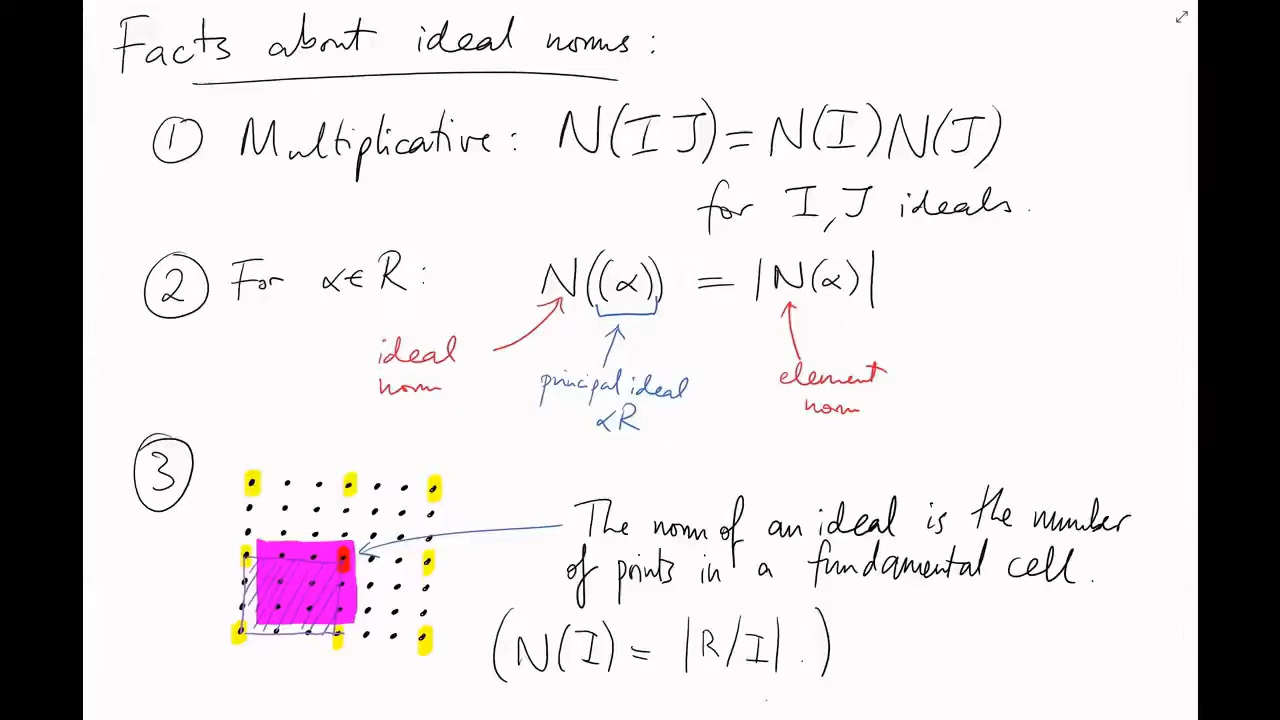 Facts about ideal norms:
① Multiplicative: N(IJ) = N(I)N(J)
for I, J ideals.
② For α∈R: N((α)) = |N(α)|
ideal norm
principal ideal αR
element norm
③
The norm of an ideal is the number
of points in a fundamental cell.
(N(I) = |R/I|.)